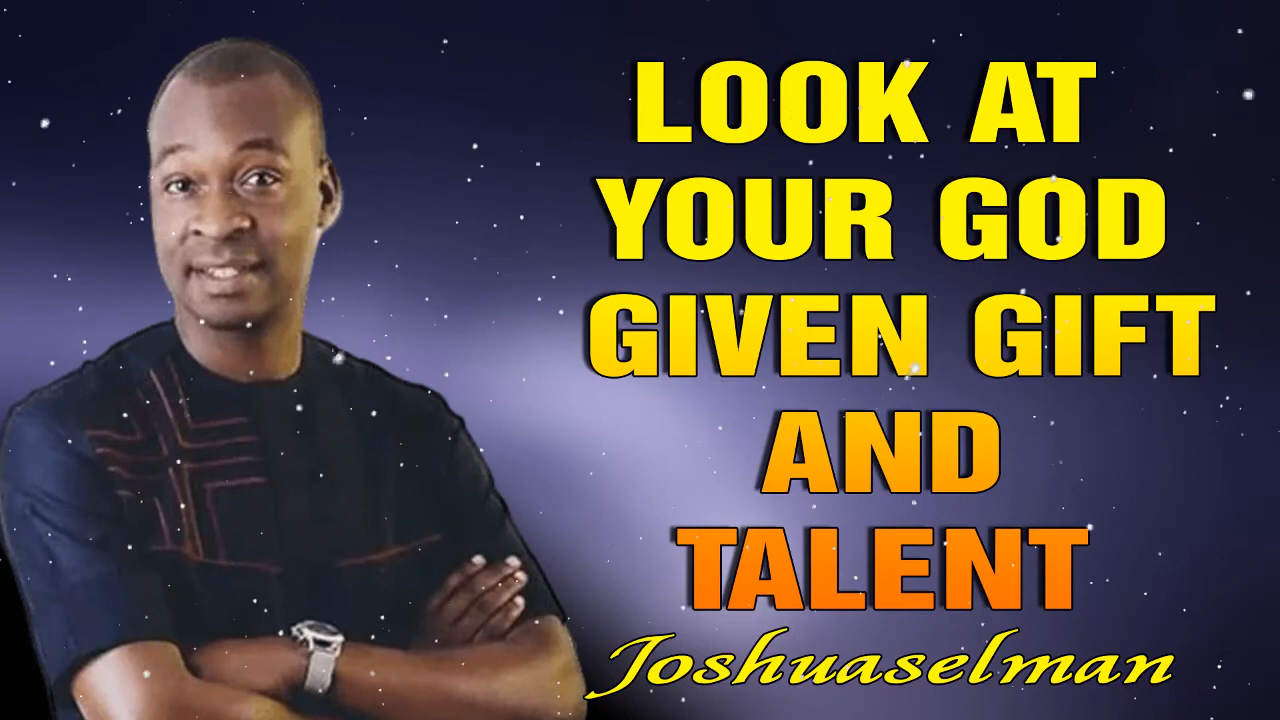 LOOK AT
YOUR GOD
GIVEN GIFT
AND
TALENT
Joshuaselman